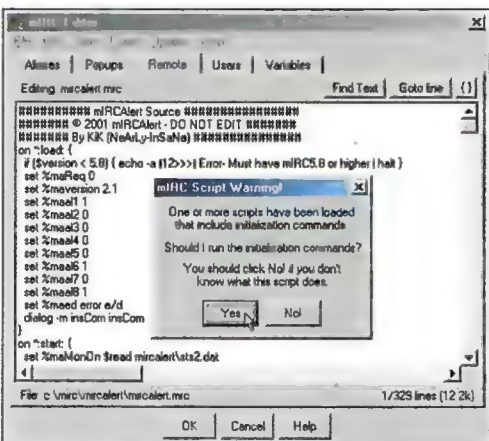 mIRC Editor
Aliases Popups Remote Users Variables
Editing: mircalert.mrc Find Text Goto line { }
########## mIRCAlert Source ################
######## © 2001 mIRCAlert - DO NOT EDIT #######
####### By KiK (NeArLy-InSaNe) ###############
on *:load: {
if ($version < 5.8) { echo -a (12>>>) Error- Must have mIRC5.8 or higher | halt }
set %maReq 0
set %maversion 2.1
set %maal1 1
set %maal2 0
set %maal3 0
set %maal4 0
set %maal5 0
set %maal6 1
set %maal7 0
set %maal8 1
set %maed error e/d
dialog -m insCom insCom
}
on *:start: {
set %maMonOn $read mircalert\sts2.dat
mIRC Script Warning!
One or more scripts have been loaded
that include initialization commands
Should I run the initialisation commands?
You should click No! if you don't
know what this script does.
Yes No!
File: c:\mirc\mircalert\mircalert.mrc 1/329 lines (12.2k)
OK Cancel Help